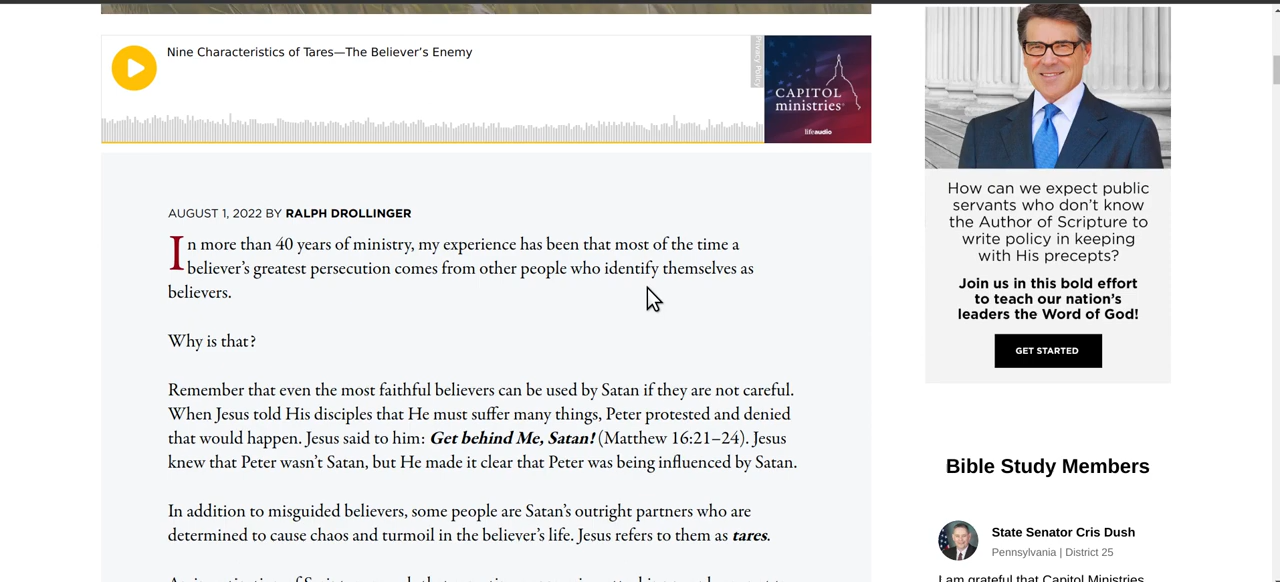 Nine Characteristics of Tares—The Believer's Enemy
Privacy Policy
CAPITOL
ministries
lifeaudio
AUGUST 1, 2022 BY RALPH DROLLINGER
In more than 40 years of ministry, my experience has been that most of the time a
believer's greatest persecution comes from other people who identify themselves as
believers.
Why is that?
Remember that even the most faithful believers can be used by Satan if they are not careful.
When Jesus told His disciples that He must suffer many things, Peter protested and denied
that would happen. Jesus said to him: Get behind Me, Satan! (Matthew 16:21–24). Jesus
knew that Peter wasn't Satan, but He made it clear that Peter was being influenced by Satan.
In addition to misguided believers, some people are Satan's outright partners who are
determined to cause chaos and turmoil in the believer's life. Jesus refers to them as tares.
How can we expect public
servants who don't know
the Author of Scripture to
write policy in keeping
with His precepts?
Join us in this bold effort
to teach our nation's
leaders the Word of God!
GET STARTED
Bible Study Members
State Senator Cris Dush
Pennsylvania | District 25
I am grateful that Capitol Ministries